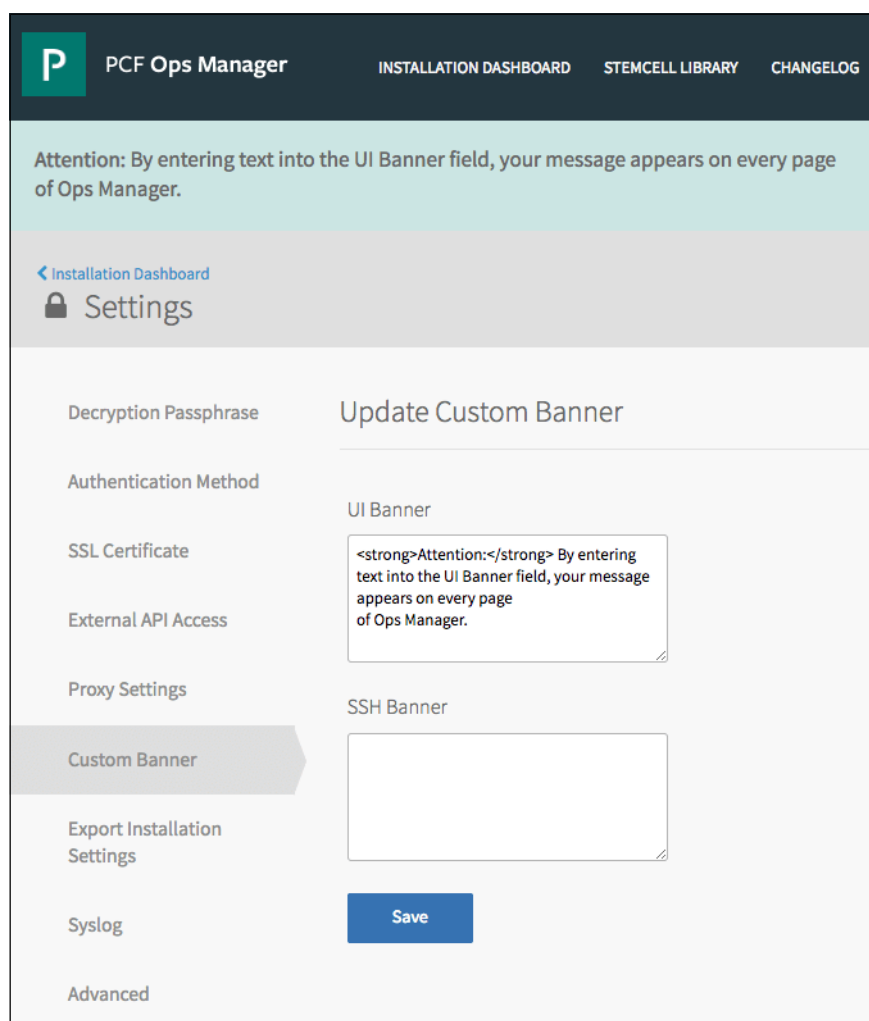 P PCF Ops Manager INSTALLATION DASHBOARD STEMCELL LIBRARY CHANGELOG
Attention: By entering text into the UI Banner field, your message appears on every page
of Ops Manager.
Installation Dashboard
Settings
Decryption Passphrase
Authentication Method
SSL Certificate
External API Access
Proxy Settings
Custom Banner
Export Installation
Settings
Syslog
Advanced
Update Custom Banner
UI Banner
<strong>Attention:</strong> By entering
text into the UI Banner field, your message
appears on every page
of Ops Manager.
SSH Banner
Save